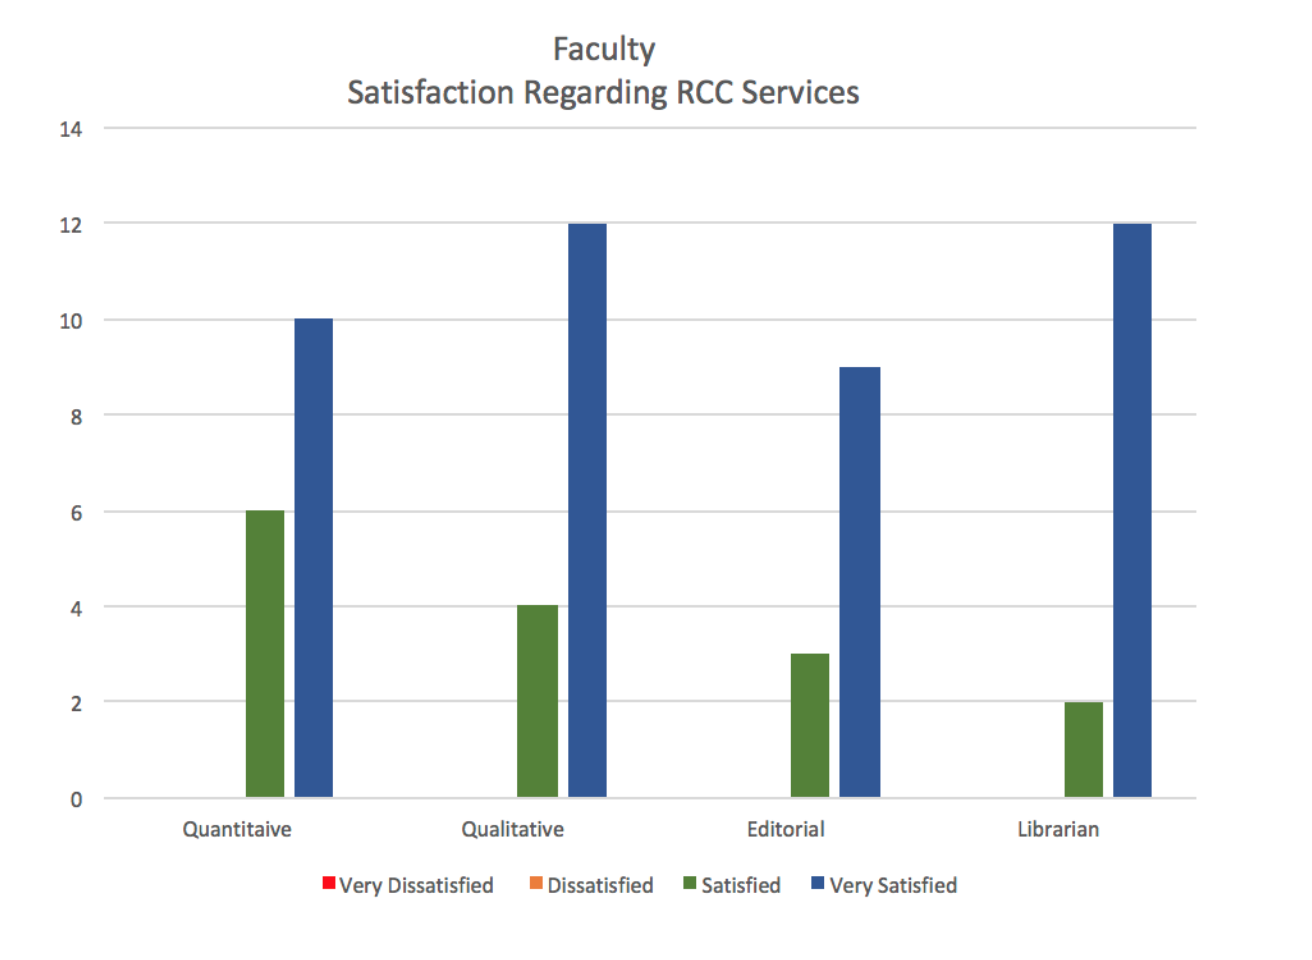 Faculty
Satisfaction Regarding RCC Services
14
12
10
8
6
4
2
0
Quantitaive Qualitative Editorial Librarian
Very Dissatisfied Dissatisfied Satisfied Very Satisfied